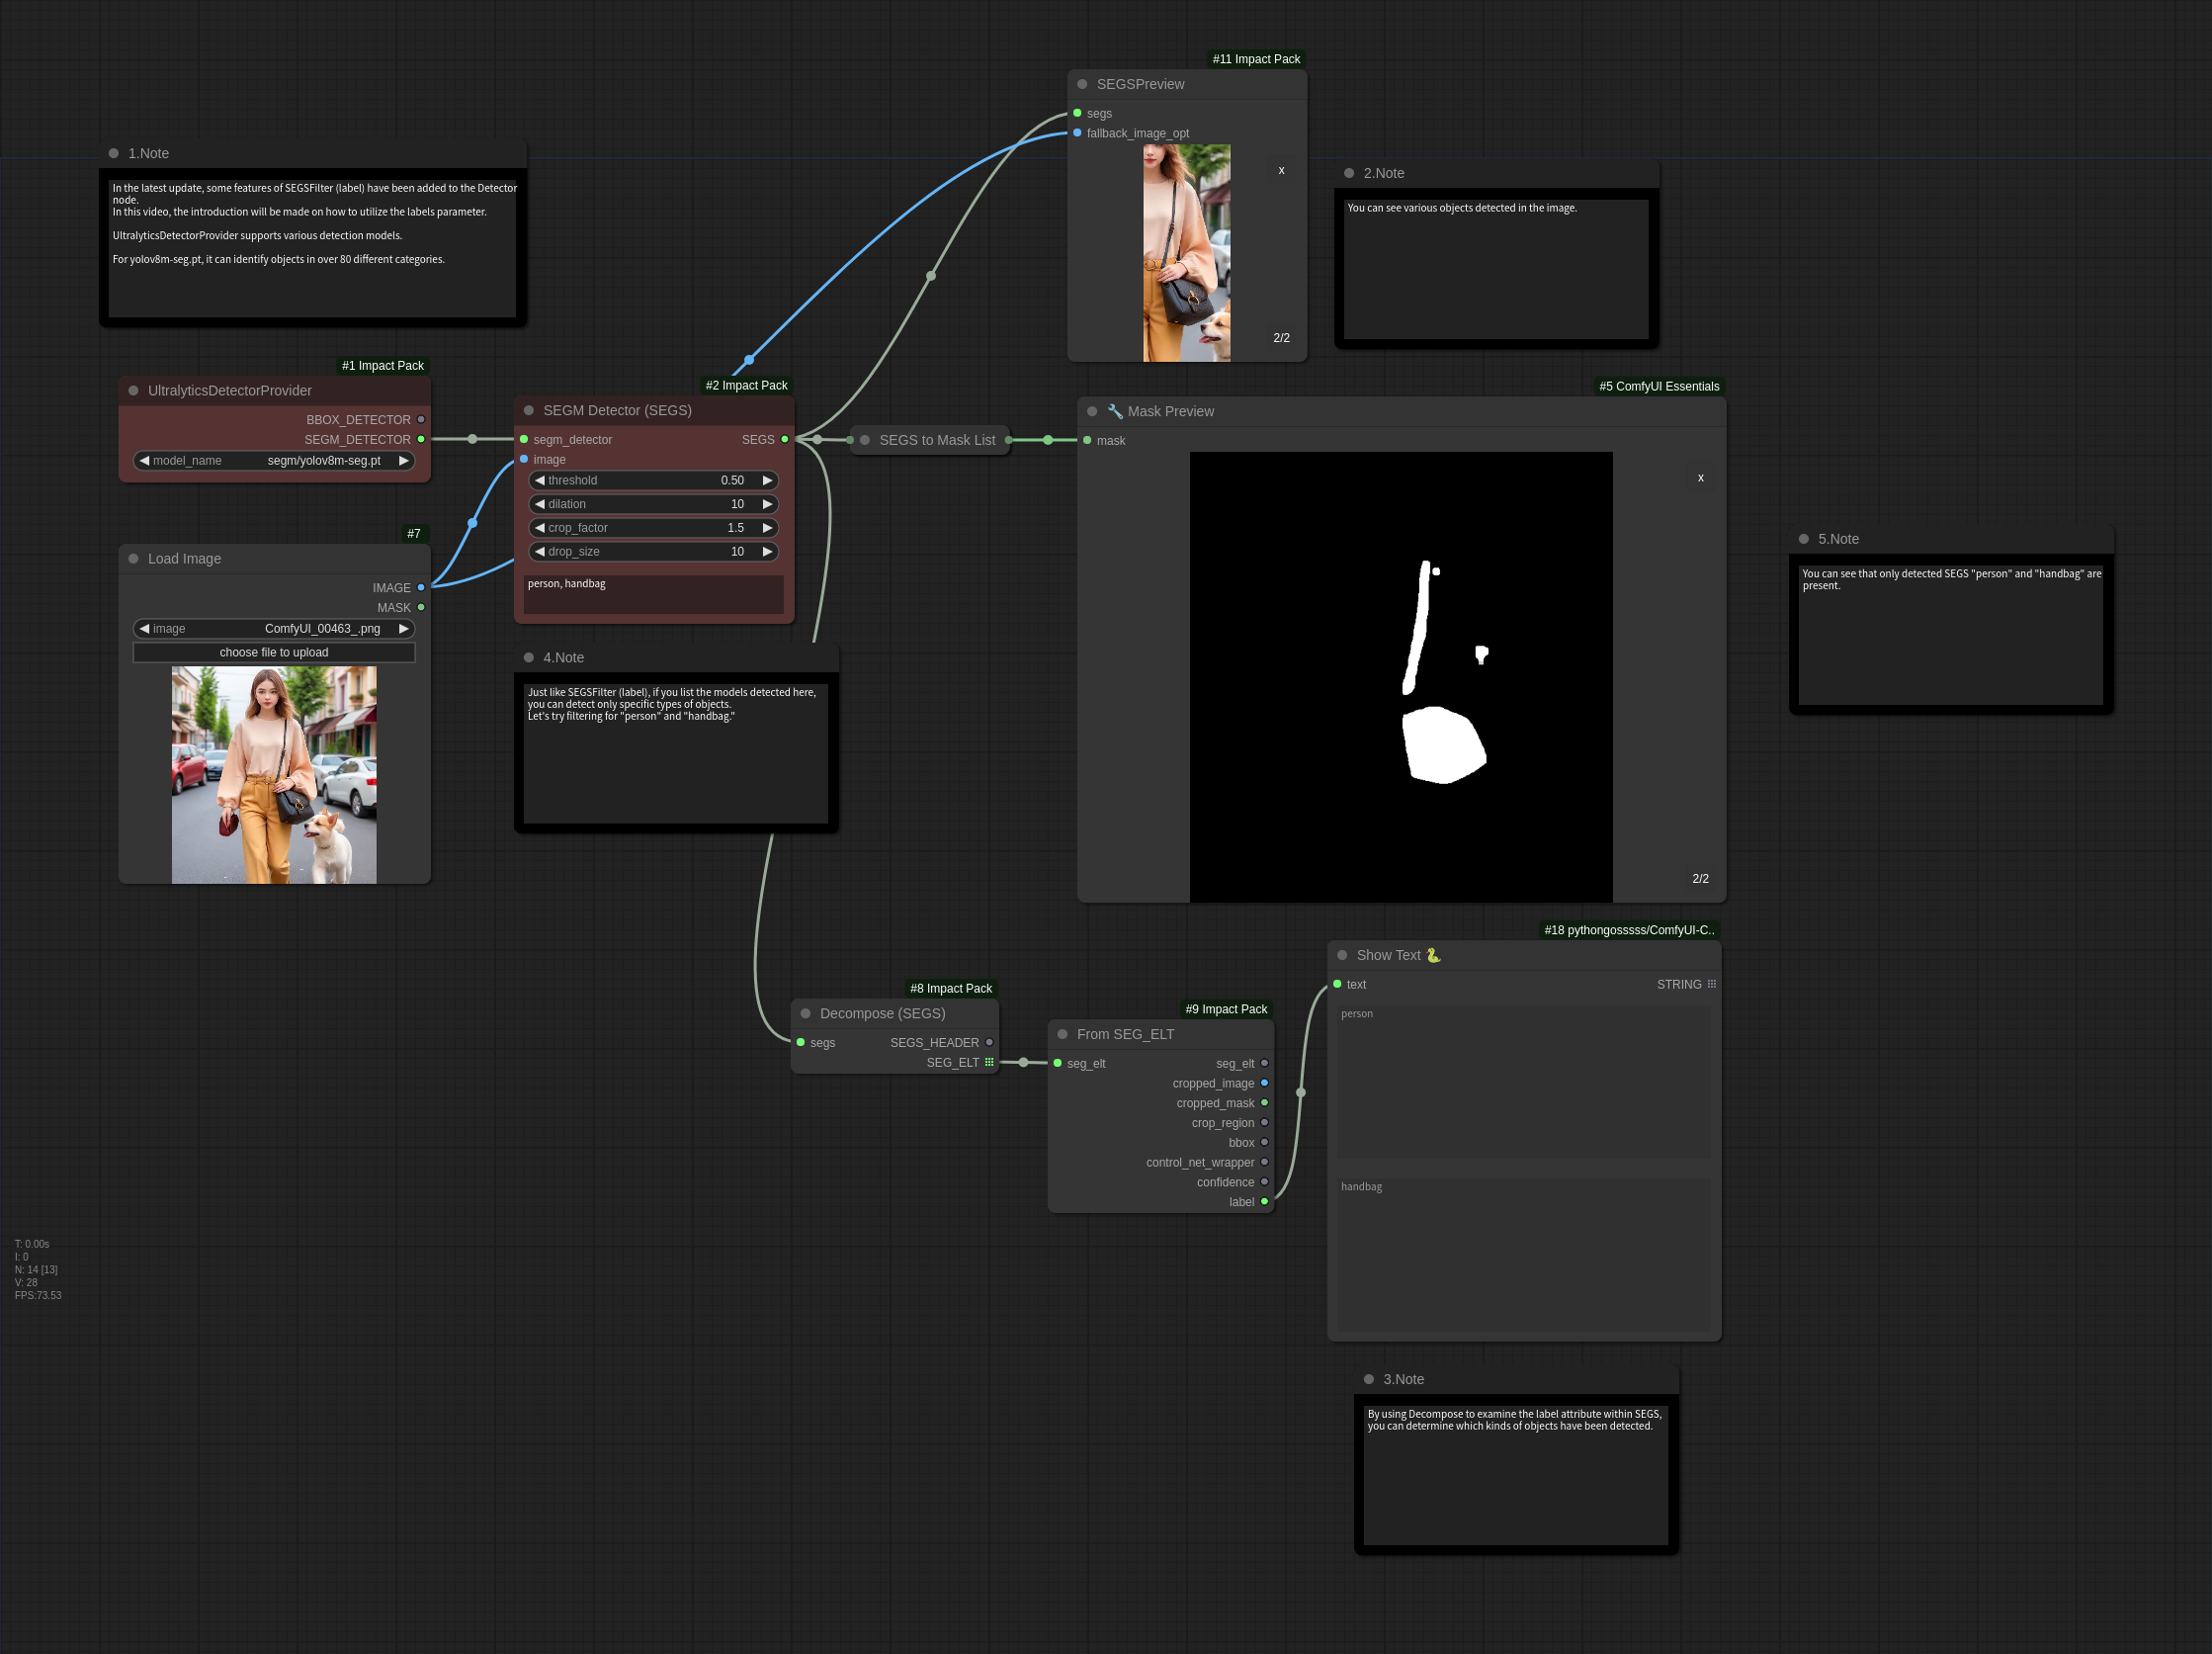 #11 Impact Pack
SEGSPreview
segs
fallback_image_opt
x
2/2
1.Note
In the latest update, some features of SEGSFilter (label) have been added to the Detector
node.
In this video, the introduction will be made on how to utilize the labels parameter.
UltralyticsDetectorProvider supports various detection models.
For yolov8m-seg.pt, it can identify objects in over 80 different categories.
2.Note
You can see various objects detected in the image.
#1 Impact Pack
UltralyticsDetectorProvider
BBOX_DETECTOR
SEGM_DETECTOR
model_name segm/yolov8m-seg.pt
#2 Impact Pack
SEGM Detector (SEGS)
segm_detector SEGS
image
threshold 0.50
dilation 10
crop_factor 1.5
drop_size 10
person, handbag
SEGS to Mask List
#5 ComfyUI Essentials
🔧 Mask Preview
mask
x
2/2
#7
Load Image
IMAGE
MASK
image ComfyUI_00463_.png
choose file to upload
4.Note
Just like SEGSFilter (label), if you list the models detected here,
you can detect only specific types of objects.
Let's try filtering for "person" and "handbag."
5.Note
You can see that only detected SEGS "person" and "handbag" are
present.
#8 Impact Pack
Decompose (SEGS)
segs SEGS_HEADER
SEG_ELT
#9 Impact Pack
From SEG_ELT
seg_elt seg_elt
cropped_image
cropped_mask
crop_region
bbox
control_net_wrapper
confidence
label
#18 pythongosssss/ComfyUI-C..
Show Text 🐍
text STRING
person
handbag
3.Note
By using Decompose to examine the label attribute within SEGS,
you can determine which kinds of objects have been detected.
T: 0.00s
I: 0
N: 14 [13]
V: 28
FPS:73.53